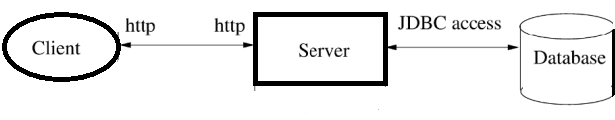 http
http
JDBC access
Client
Server
Database